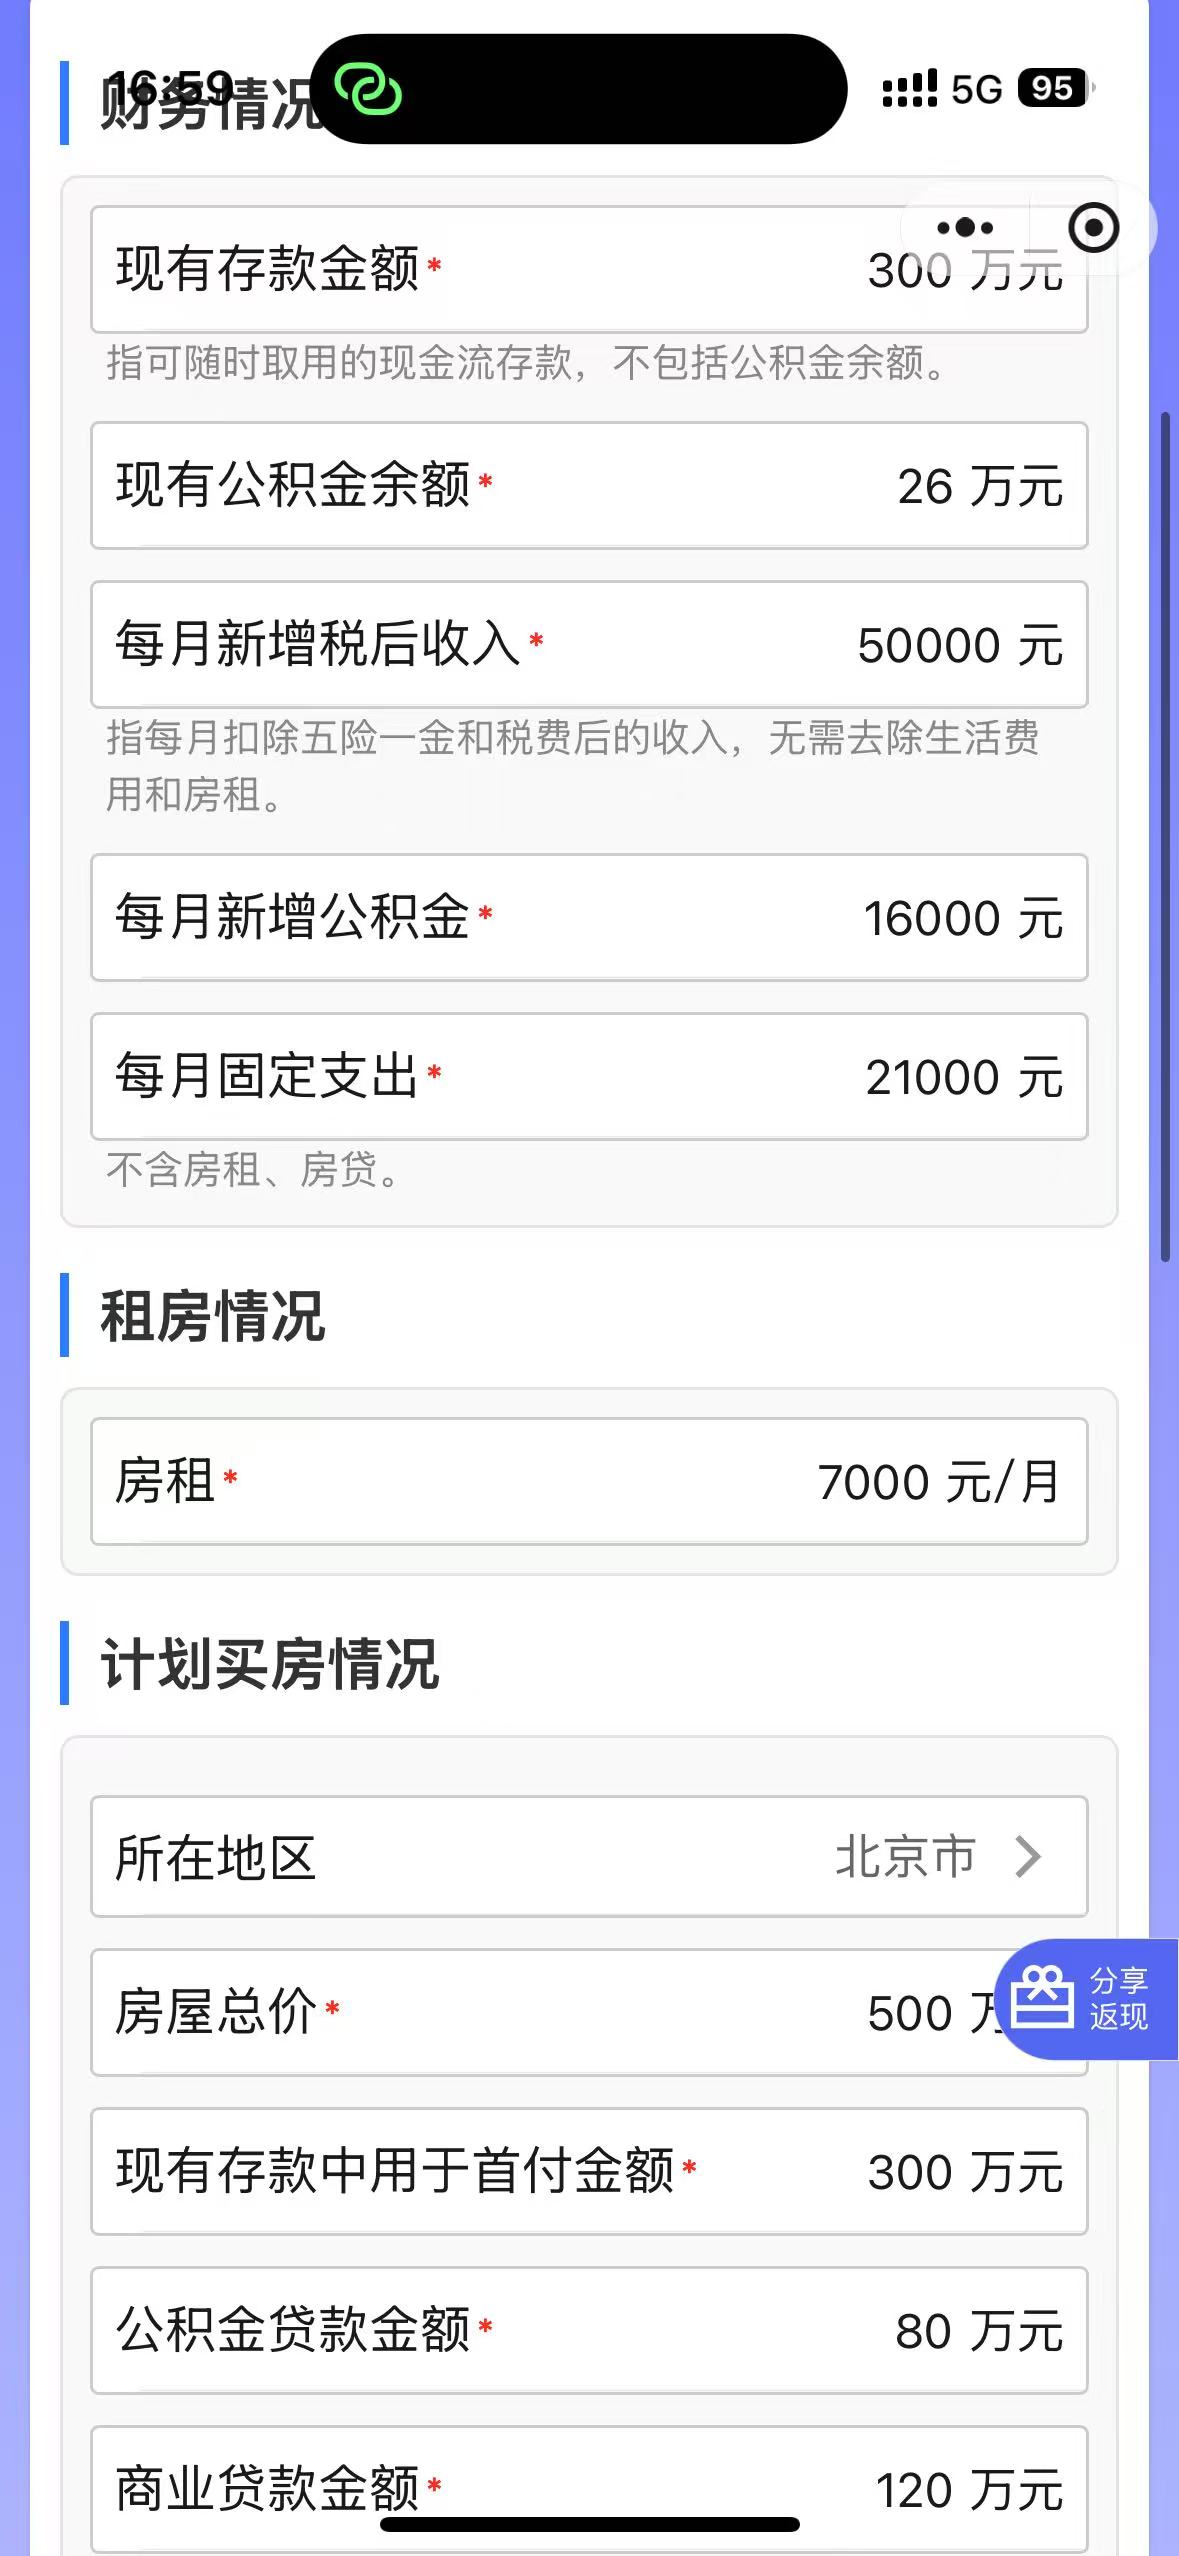 16:59
5G
95
财务情况
现有存款金额*
300 万元
指可随时取用的现金流存款，不包括公积金余额。
现有公积金余额*
26 万元
每月新增税后收入*
50000 元
指每月扣除五险一金和税费后的收入，无需去除生活费
用和房租。
每月新增公积金*
16000 元
每月固定支出*
21000 元
不含房租、房贷。
租房情况
房租*
7000 元/月
计划买房情况
所在地区
北京市
房屋总价*
500 万
分享
返现
现有存款中用于首付金额*
300 万元
公积金贷款金额*
80 万元
商业贷款金额*
120 万元